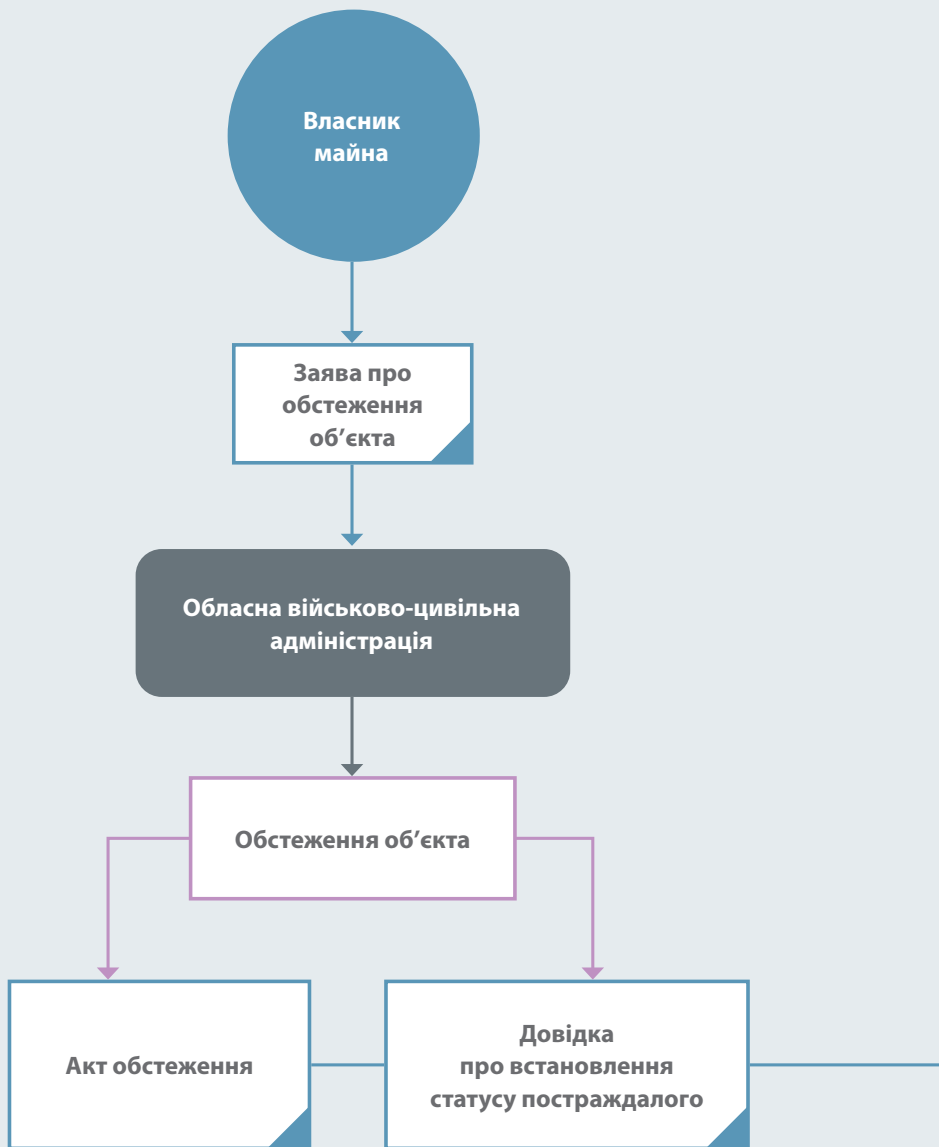 Власник
майна
Заява про
обстеження
об’єкта
Обласна військово-цивільна
адміністрація
Обстеження об’єкта
Акт обстеження
Довідка
про встановлення
статусу постраждалого